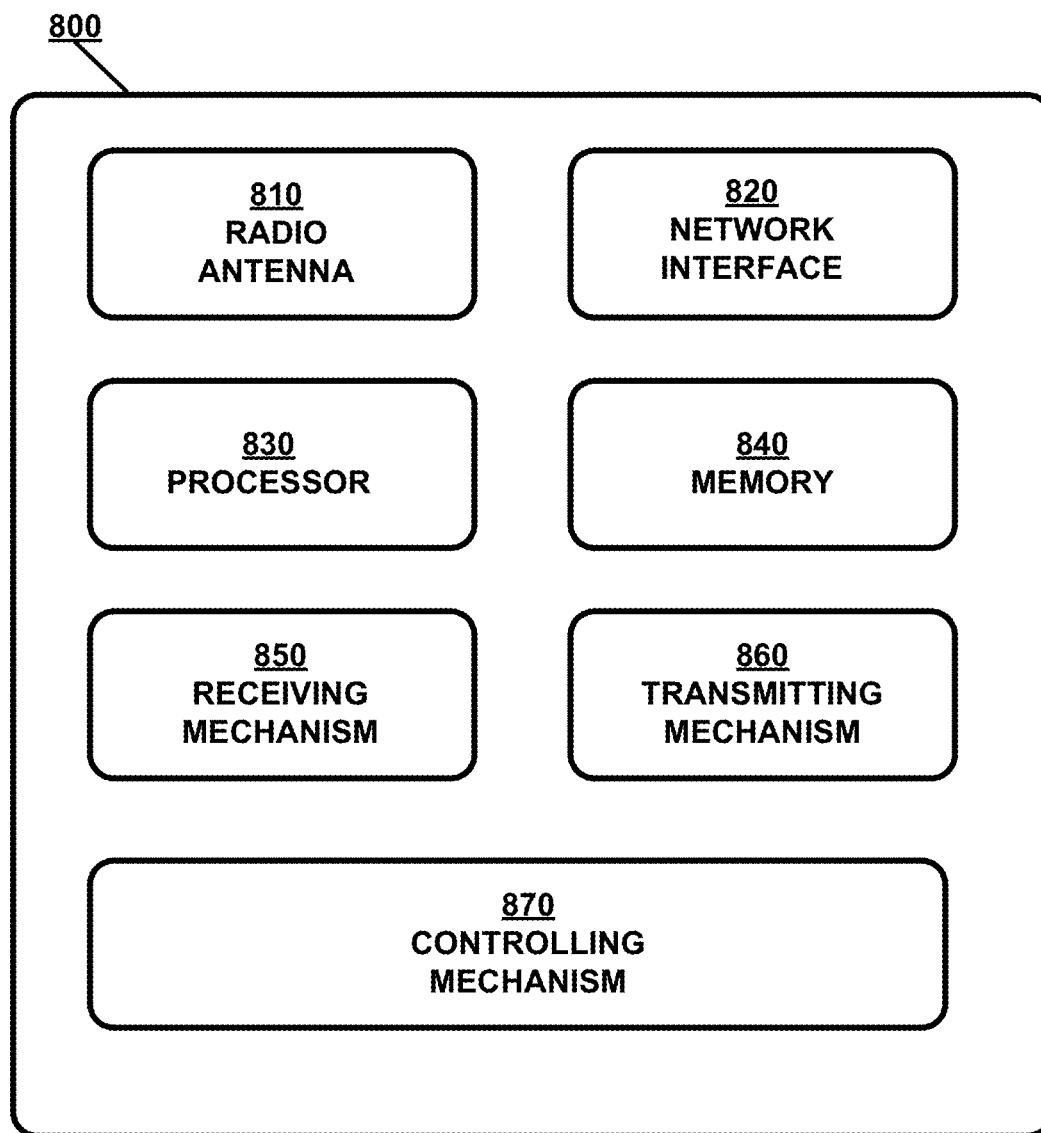 800
810
RADIO
ANTENNA
820
NETWORK
INTERFACE
830
PROCESSOR
840
MEMORY
850
RECEIVING
MECHANISM
860
TRANSMITTING
MECHANISM
870
CONTROLLING
MECHANISM